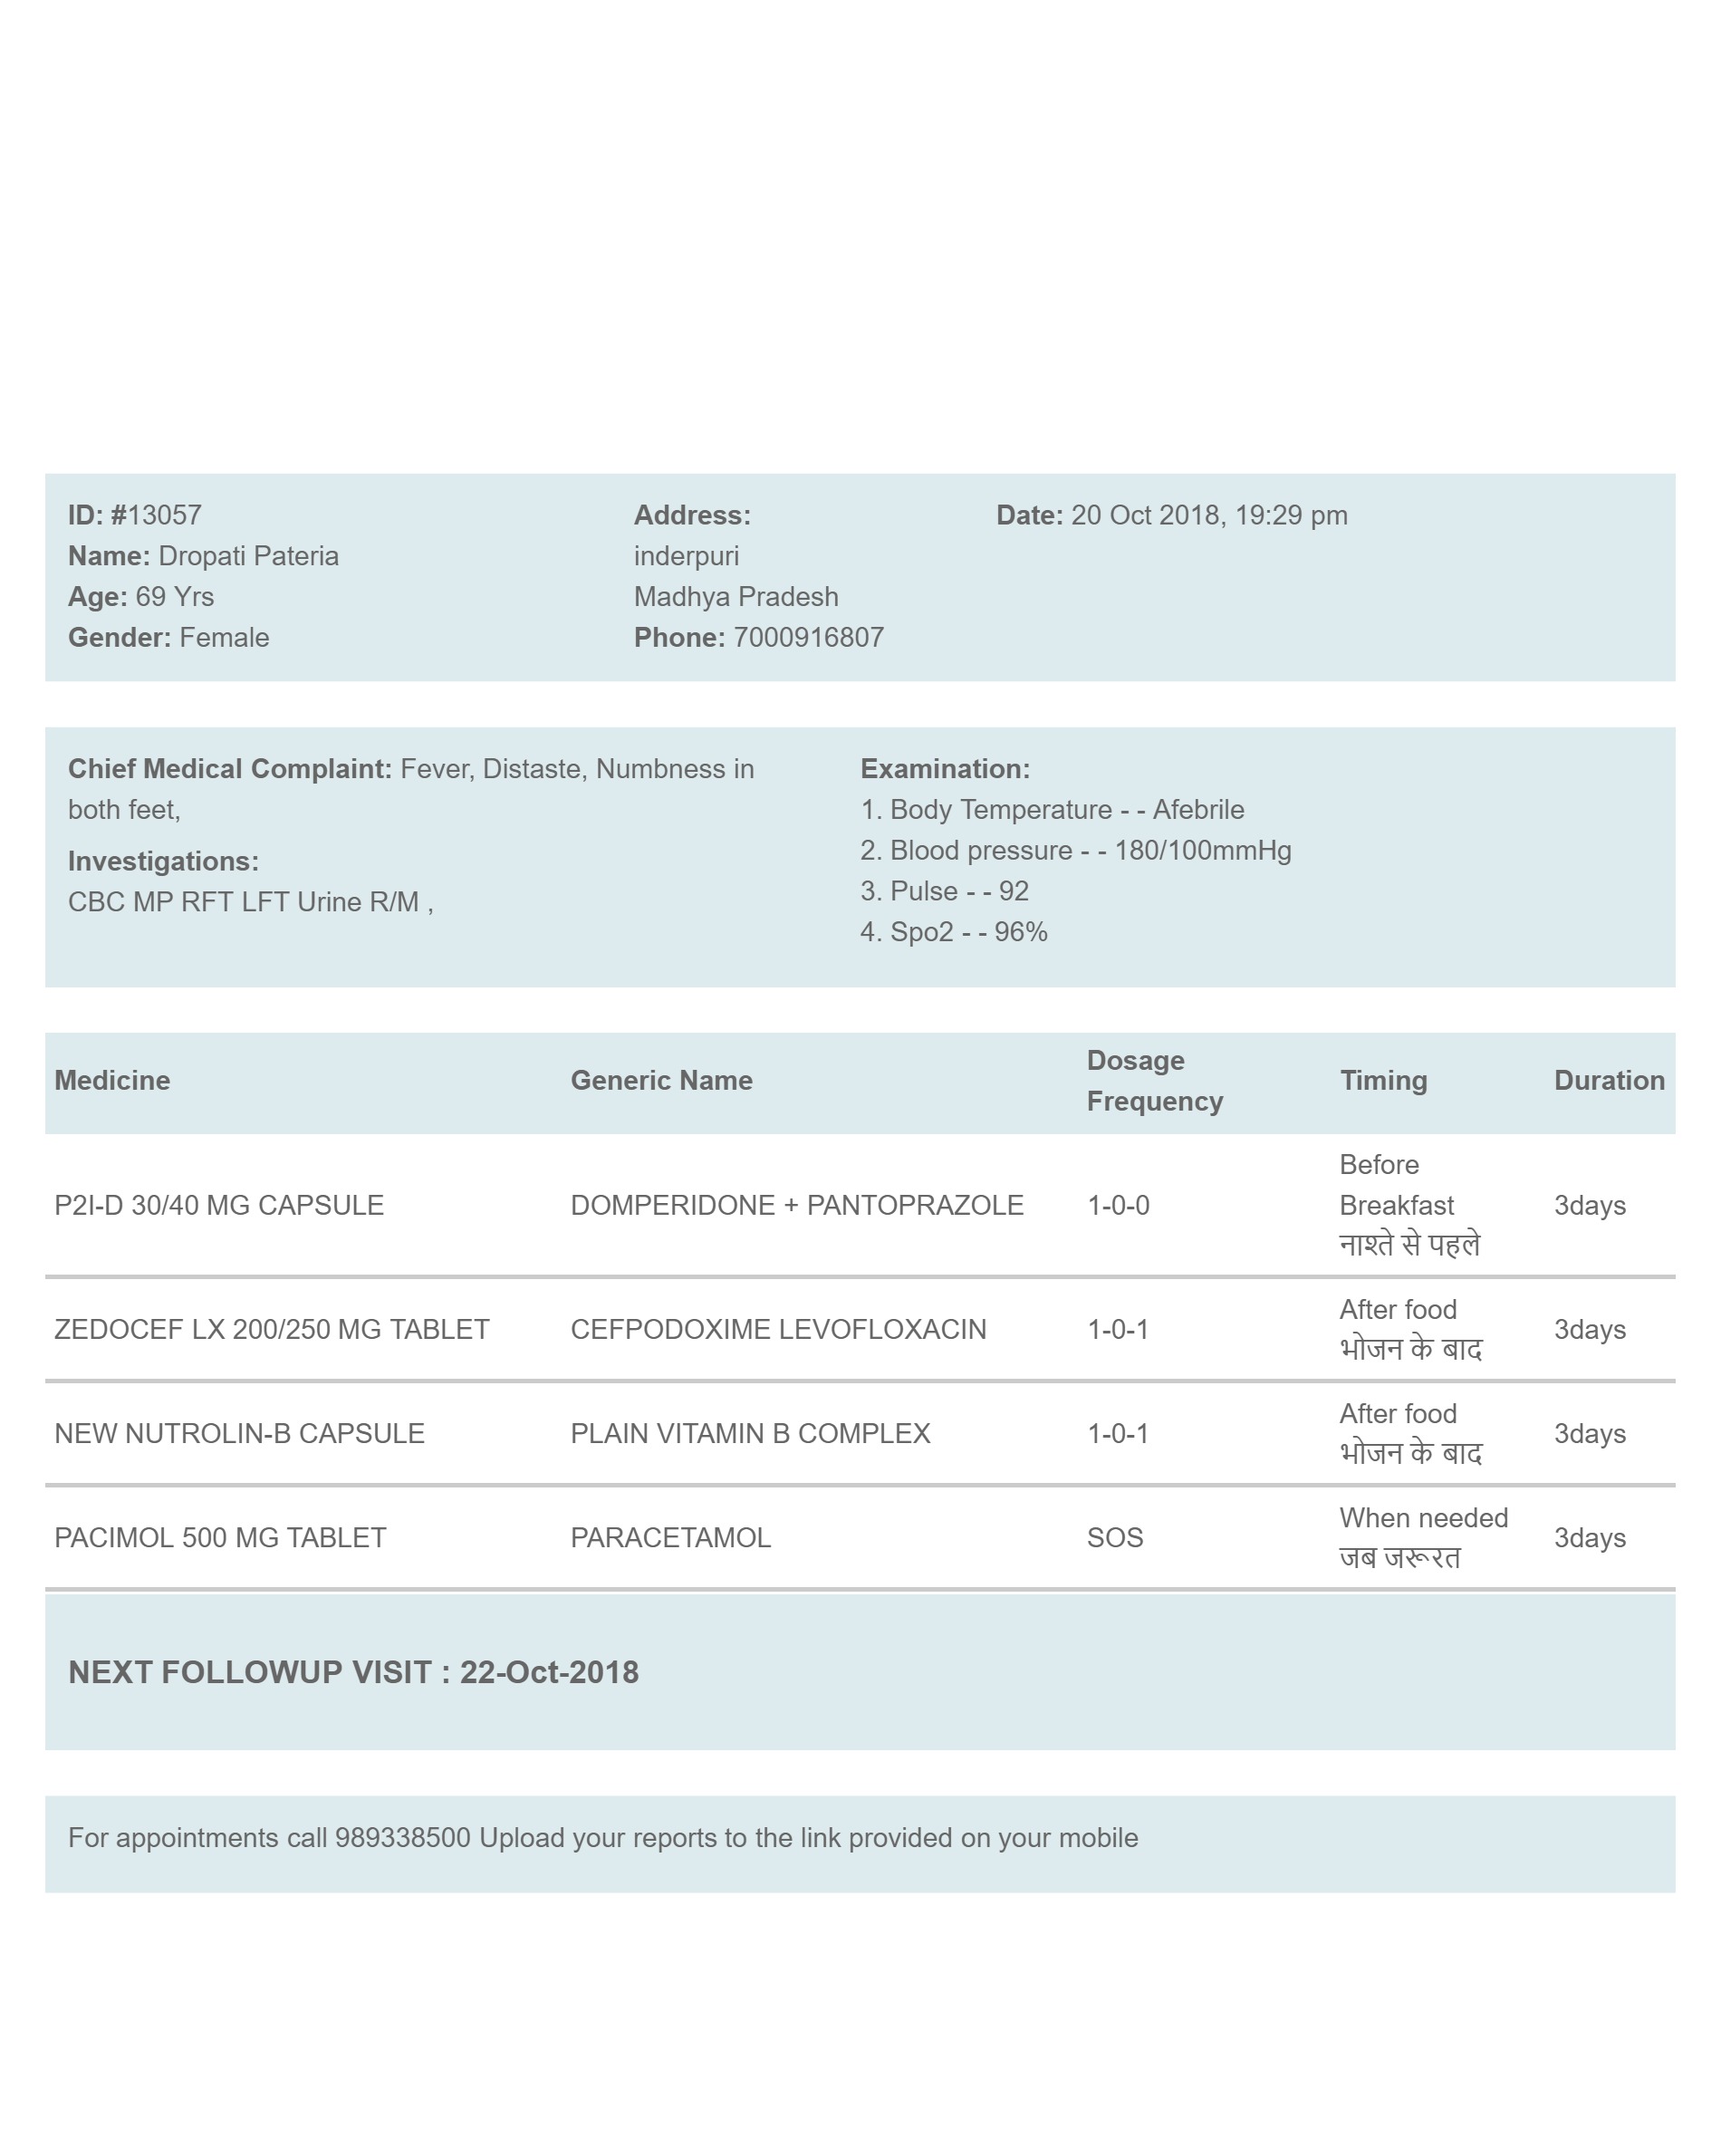 ID: #13057
Name: Dropati Pateria
Age: 69 Yrs
Gender: Female
Address:
inderpuri
Madhya Pradesh
Phone: 7000916807
Date: 20 Oct 2018, 19:29 pm
Chief Medical Complaint: Fever, Distaste, Numbness in
both feet,
Investigations:
CBC MP RFT LFT Urine R/M ,
Examination:
1. Body Temperature - - Afebrile
2. Blood pressure - - 180/100mmHg
3. Pulse - - 92
4. Spo2 - - 96%
Medicine Generic Name Dosage Frequency Timing Duration
P2I-D 30/40 MG CAPSULE DOMPERIDONE + PANTOPRAZOLE 1-0-0 Before Breakfast नाश्ते से पहले 3days
ZEDOCEF LX 200/250 MG TABLET CEFPODOXIME LEVOFLOXACIN 1-0-1 After food भोजन के बाद 3days
NEW NUTROLIN-B CAPSULE PLAIN VITAMIN B COMPLEX 1-0-1 After food भोजन के बाद 3days
PACIMOL 500 MG TABLET PARACETAMOL SOS When needed जब जरूरत 3days
NEXT FOLLOWUP VISIT : 22-Oct-2018
For appointments call 989338500 Upload your reports to the link provided on your mobile